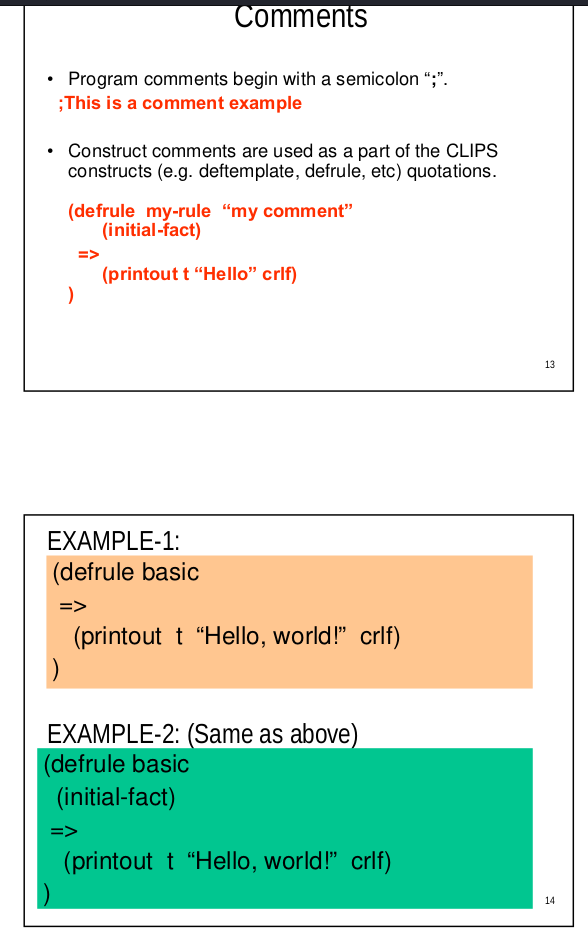 Comments
• Program comments begin with a semicolon “;”.
;This is a comment example
• Construct comments are used as a part of the CLIPS
constructs (e.g. deftemplate, defrule, etc) quotations.
(defrule my-rule “my comment”
(initial-fact)
=>
(printout t “Hello” crlf)
)
13
EXAMPLE-1:
(defrule basic
=>
(printout t “Hello, world!” crlf)
)
EXAMPLE-2: (Same as above)
(defrule basic
(initial-fact)
=>
(printout t “Hello, world!” crlf)
)
14